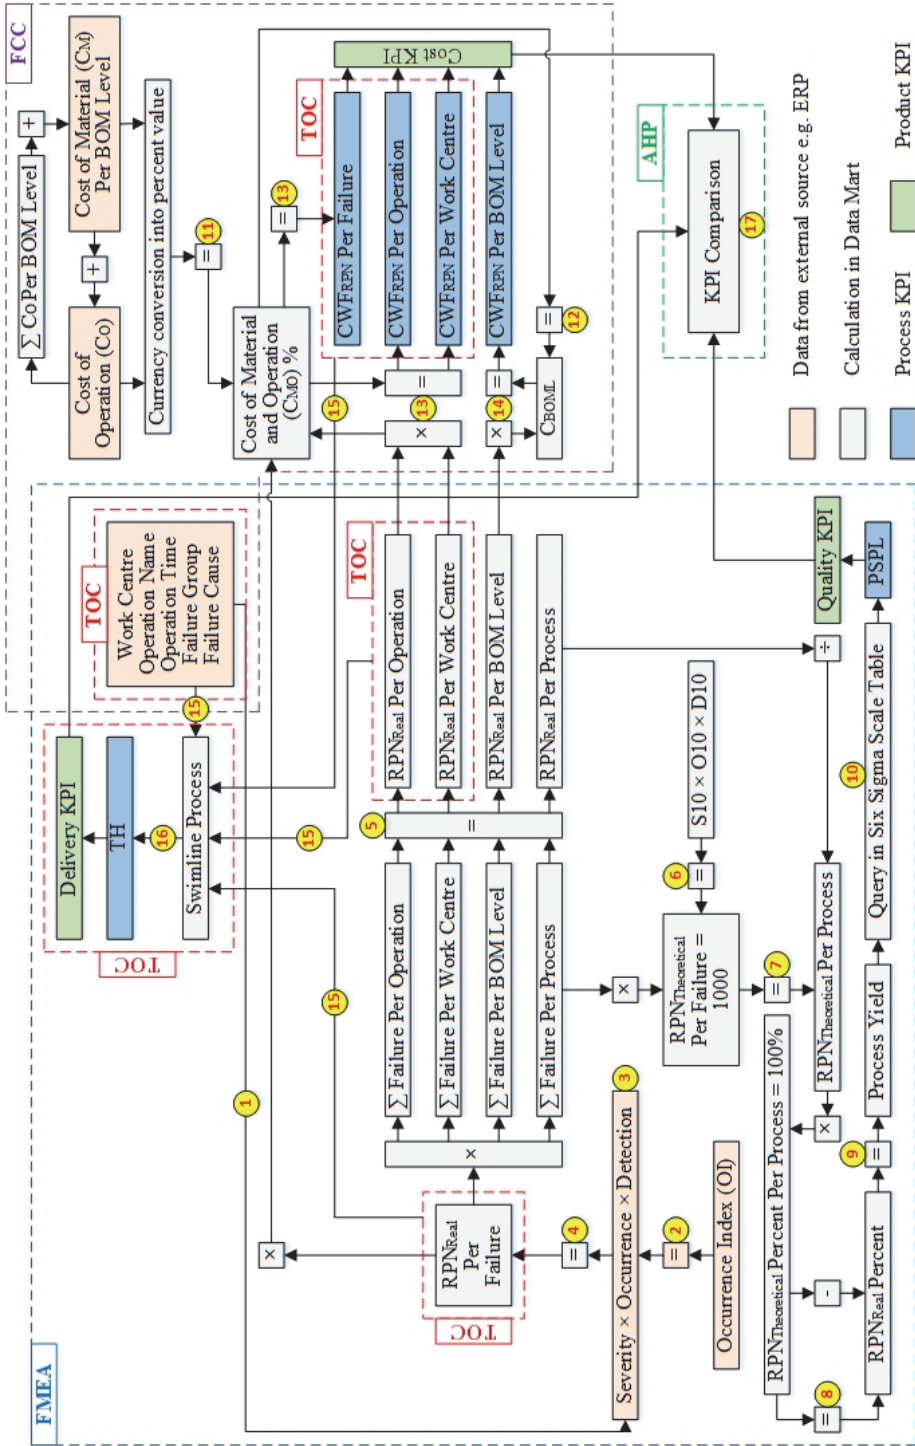 FMEA
FCC
TOC
Delivery KPI
TH
16
Swimline Process
15
TOC
Work Centre
Operation Name
Operation Time
Failure Group
Failure Cause
Cost of
Operation (CO)
∑ CoPer BOM Level
+
+
Cost of Material (CM)
Per BOM Level
Currency conversion into percent value
=
11
Cost of Material
and Operation
(CMO) %
=
13
1
15
15
15
×
TOC
RPNReal
Per
Failure
×
∑ Failure Per Operation
∑ Failure Per Work Centre
∑ Failure Per BOM Level
∑ Failure Per Process
5
=
TOC
RPNReal Per Operation
RPNReal Per Work Centre
RPNReal Per BOM Level
RPNReal Per Process
×
13
=
×
14
=
CBOML
=
12
TOC
CWFRPN Per Failure
CWFRPN Per Operation
CWFRPN Per Work Centre
CWFRPN Per BOM Level
Cost KPI
=
4
Severity × Occurrence × Detection
3
=
2
Occurrence Index (OI)
×
RPNTheoretical
Per Failure =
1000
=
6
S10 × O10 × D10
=
7
÷
RPNTheoretical Percent Per Process = 100%
×
RPNTheoretical Per Process
=
8
-
RPNReal Percent
=
9
Process Yield
10
Query in Six Sigma Scale Table
PSPL
Quality KPI
AHP
KPI Comparison
17
Data from external source e.g. ERP
Calculation in Data Mart
Process KPI
Product KPI